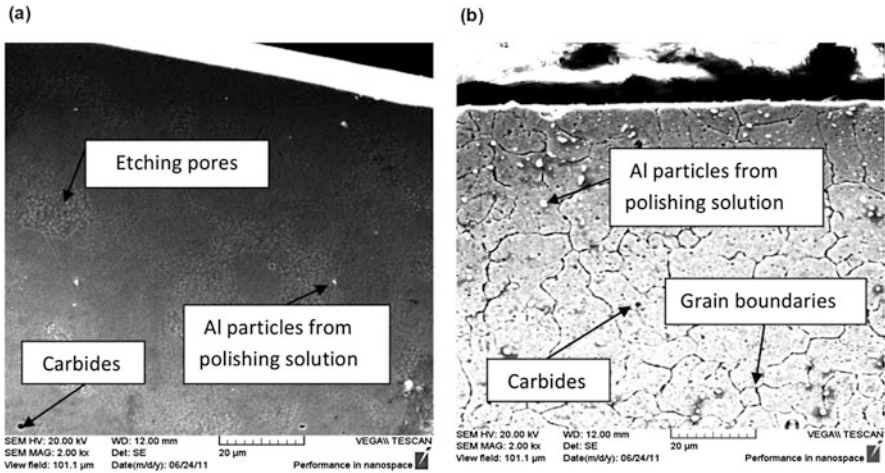 (a)
Etching pores
Al particles from
polishing solution
Carbides
SEM HV: 20.00 kV WD: 12.00 mm VEGA\\ TESCAN
SEM MAG: 2.00 kx Det: SE 20 µm
View field: 101.1 µm Date(m/d/y): 06/24/11 Performance in nanospace
(b)
Al particles from
polishing solution
Grain boundaries
Carbides
SEM HV: 20.00 kV WD: 12.00 mm VEGA\\ TESCAN
SEM MAG: 2.00 kx Det: SE 20 µm
View field: 101.1 µm Date(m/d/y): 06/24/11 Performance in nanospace